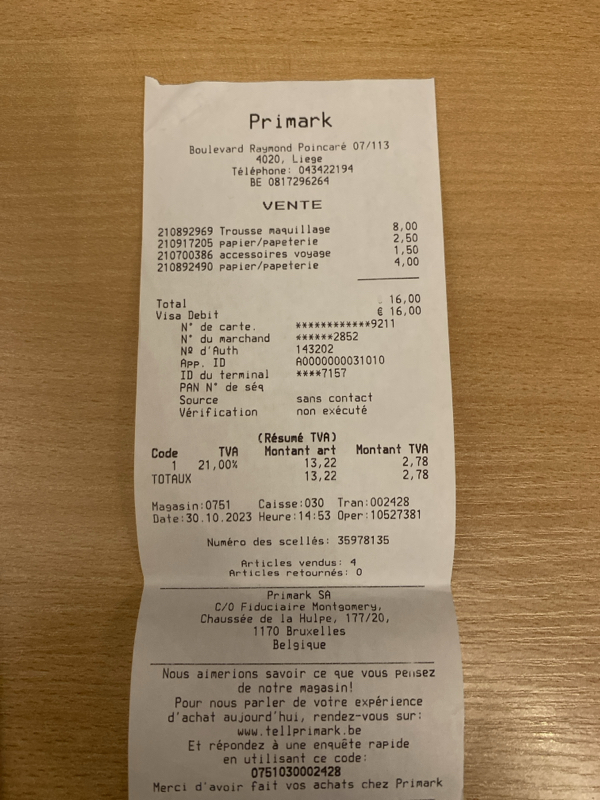 Primark
Boulevard Raymond Poincaré 07/113
4020, Liege
Téléphone: 043422194
BE 0817296264
VENTE
210892969 Trousse maquillage 8,00
210917205 papier/papeterie 2,50
210700386 accessoires voyage 1,50
210892490 papier/papeterie 4,00
Total 16,00
Visa Debit € 16,00
N° de carte. ************9211
N° du marchand ******2852
Nº d'Auth 143202
App. ID A0000000031010
ID du terminal ****7157
PAN N° de séq
Source sans contact
Vérification non exécuté
(Résumé TVA)
Code TVA Montant art Montant TVA
1 21,00% 13,22 2,78
TOTAUX 13,22 2,78
Magasin:0751 Caisse:030 Tran:002428
Date:30.10.2023 Heure:14:53 Oper:10527381
Numéro des scellés: 35978135
Articles vendus: 4
Articles retournés: 0
Primark SA
C/O Fiduciaire Montgomery,
Chaussée de la Hulpe, 177/20,
1170 Bruxelles
Belgique
Nous aimerions savoir ce que vous pensez
de notre magasin!
Pour nous parler de votre expérience
d'achat aujourd'hui, rendez-vous sur:
www.tellprimark.be
Et répondez à une enquête rapide
en utilisant ce code:
0751030002428
Merci d'avoir fait vos achats chez Primark